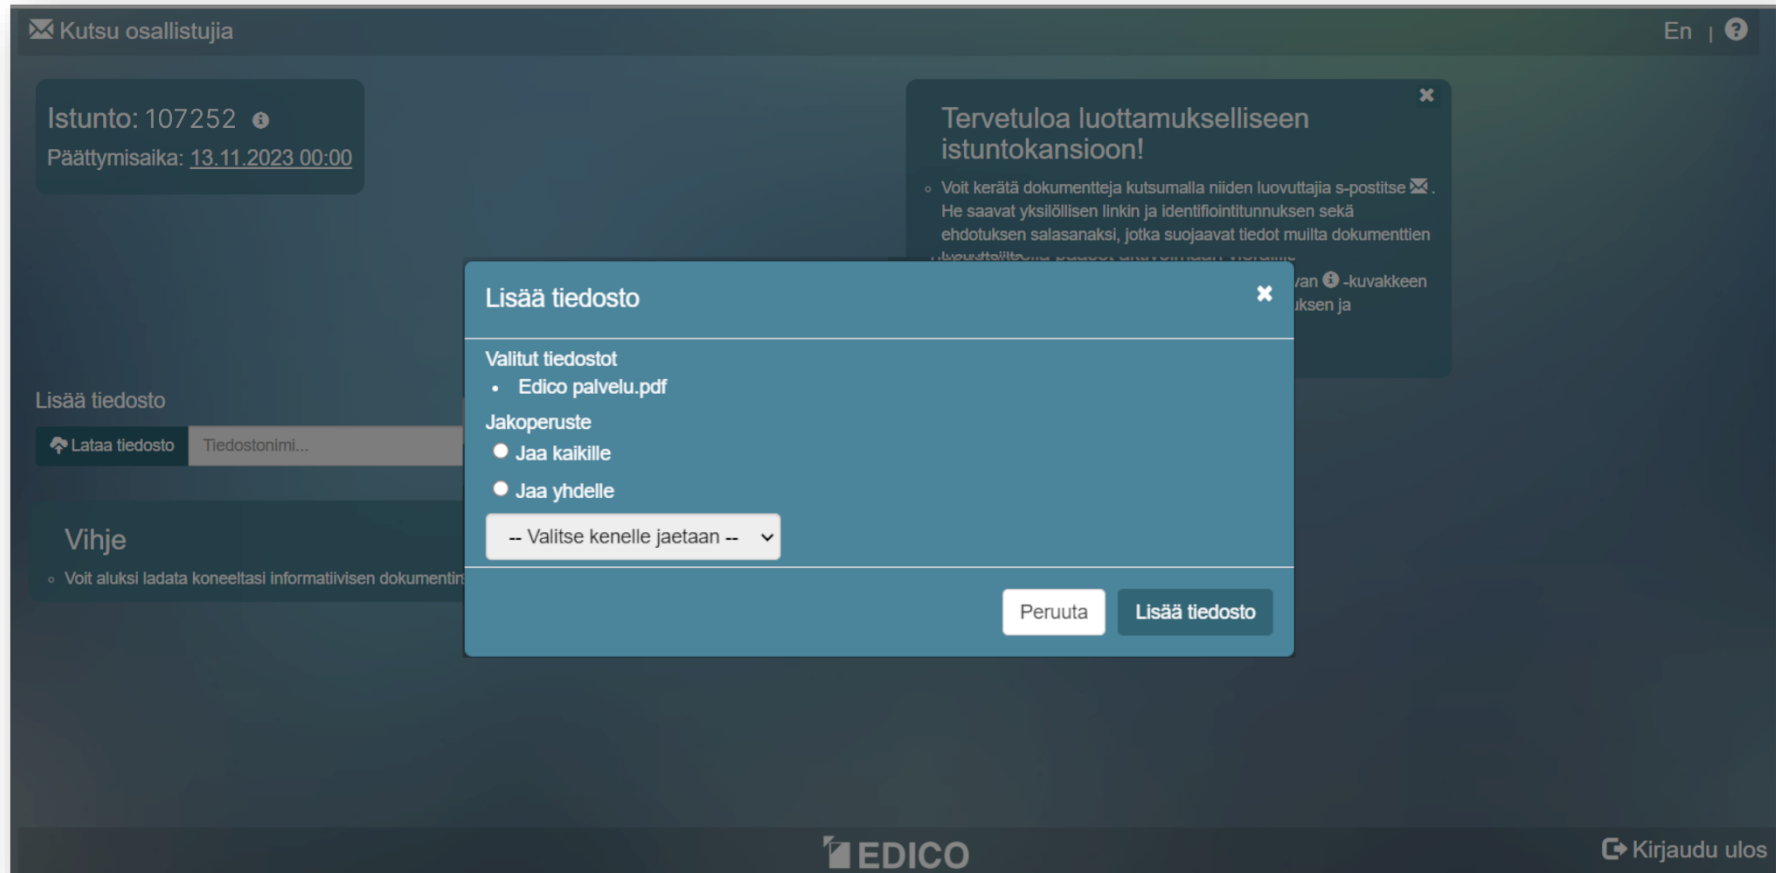 Kutsu osallistujia
En | ?
Istunto: 107252
Päättymisaika: 13.11.2023 00:00
Tervetuloa luottamukselliseen
istuntokansioon!
Voit kerätä dokumentteja kutsumalla niiden luovuttajia s-postitse .
He saavat yksilöllisen linkin ja identifiointitunnuksen sekä
ehdotuksen salasanaksi, jotka suojaavat tiedot muilta dokumenttien
-kuvakkeen
ja
Lisää tiedosto
Valitut tiedostot
• Edico palvelu.pdf
Jakoperuste
Jaa kaikille
Jaa yhdelle
-- Valitse kenelle jaetaan --
Peruuta
Lisää tiedosto
Lisää tiedosto
Lataa tiedosto
Tiedostonimi...
Vihje
Voit aluksi ladata koneeltasi informatiivisen
EDICO
Kirjaudu ulos